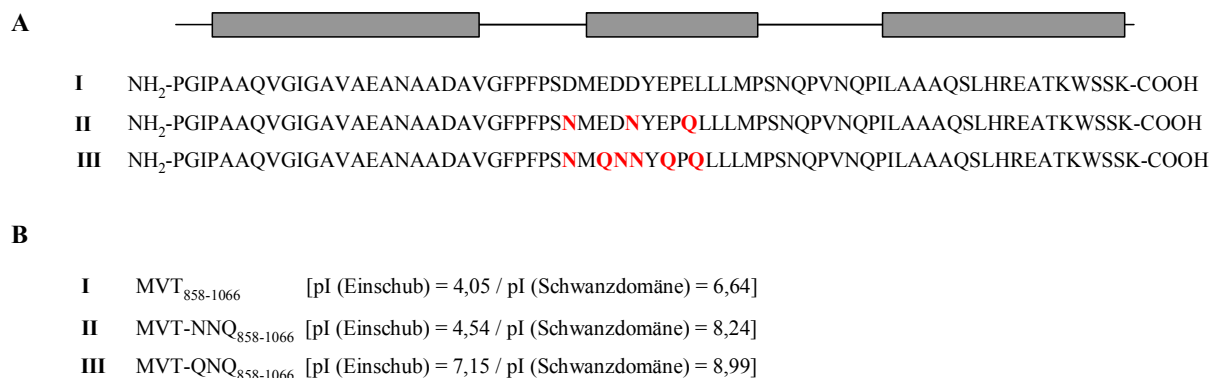 A
I NH2-PGIPAAQVGIGAVAEANAADAVGFPFPSDMEDDYEPELLLMPSNQPVNQPILAAAQSLHREATKWSSK-COOH
II NH2-PGIPAAQVGIGAVAEANAADAVGFPFPSNMEDNYEPQLLLMPSNQPVNQPILAAAQSLHREATKWSSK-COOH
III NH2-PGIPAAQVGIGAVAEANAADAVGFPFPSNMQNNYQPQLLLMPSNQPVNQPILAAAQSLHREATKWSSK-COOH
B
I MVT858-1066 [pI (Einschub) = 4,05 / pI (Schwanzdomäne) = 6,64]
II MVT-NNQ858-1066 [pI (Einschub) = 4,54 / pI (Schwanzdomäne) = 8,24]
III MVT-QNQ858-1066 [pI (Einschub) = 7,15 / pI (Schwanzdomäne) = 8,99]